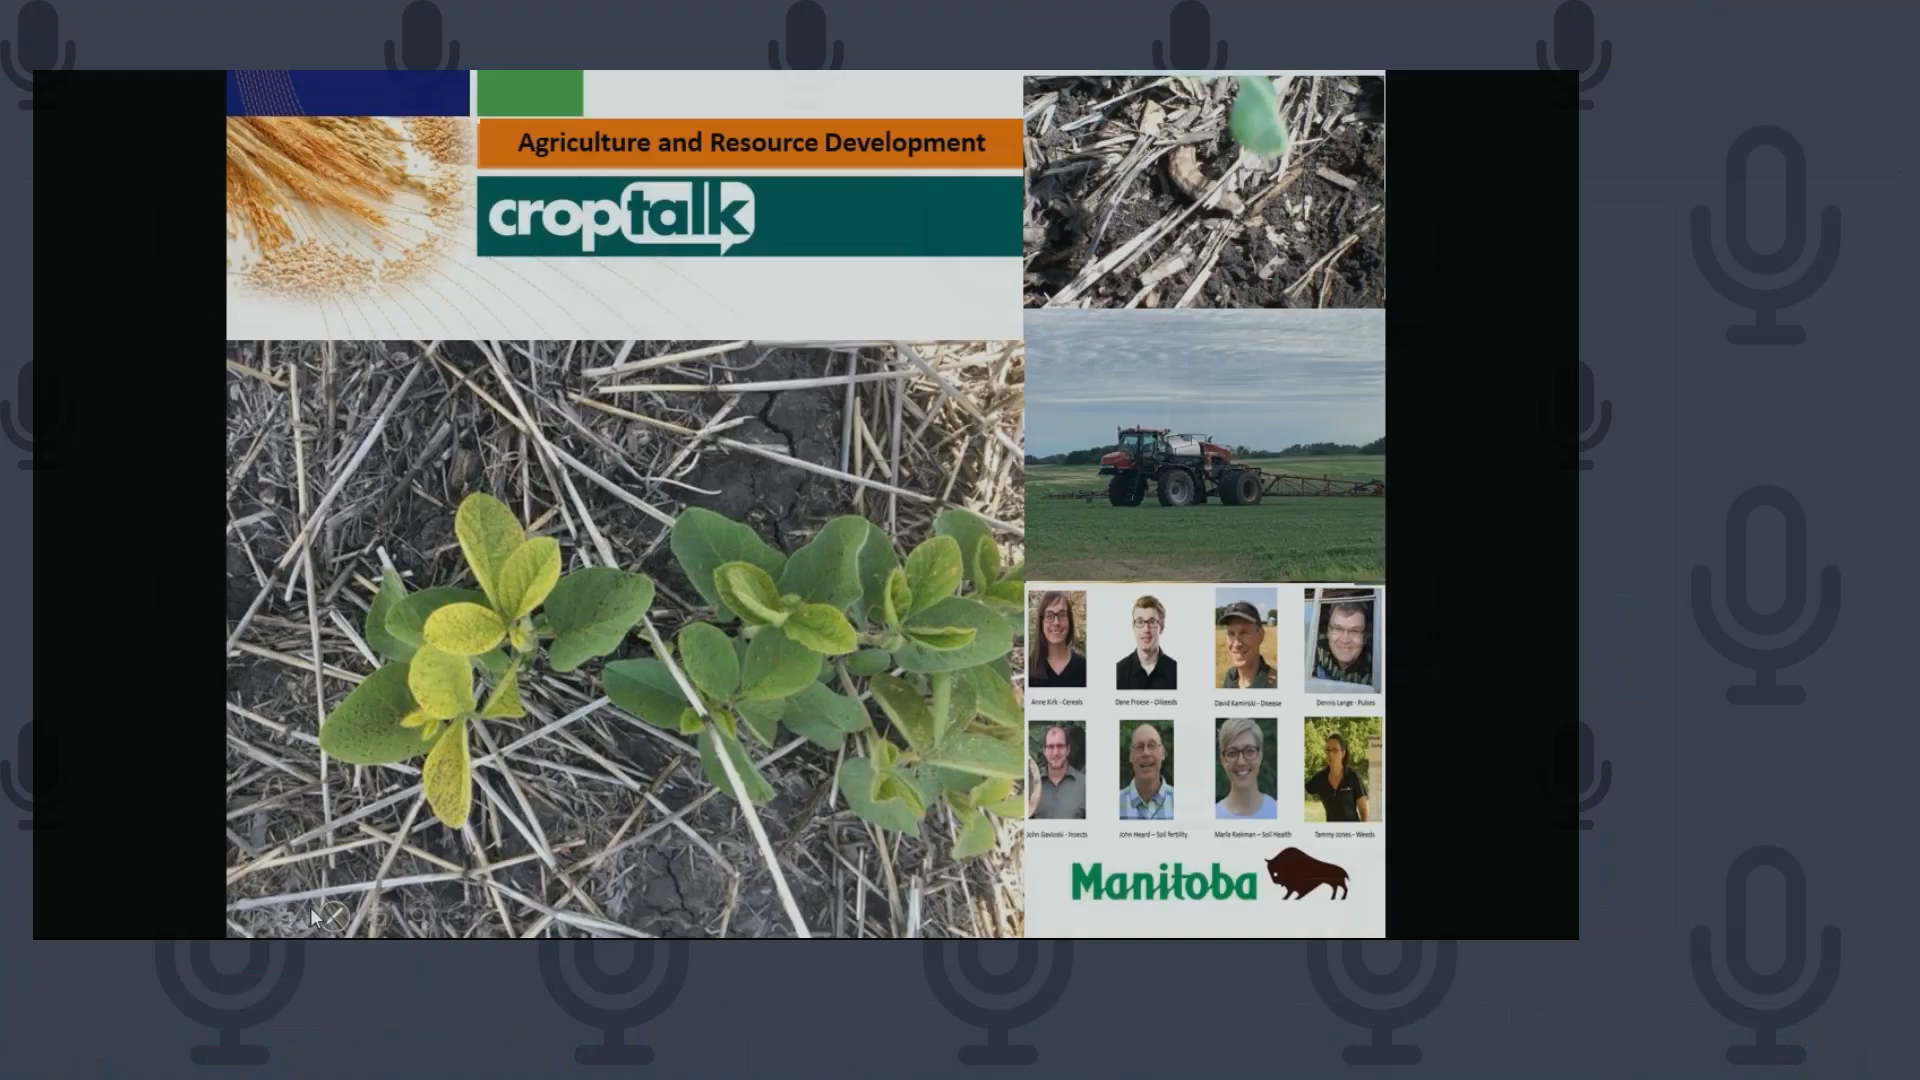 Agriculture and Resource Development
croptalk
Anne Kirk - Cereals
Dane Froese - Oilseeds
David Kaminski - Disease
Dennis Lange - Pulses
John Gavloski - Insects
John Heard – Soil fertility
Marla Riekman – Soil Health
Tammy Jones - Weeds
Manitoba